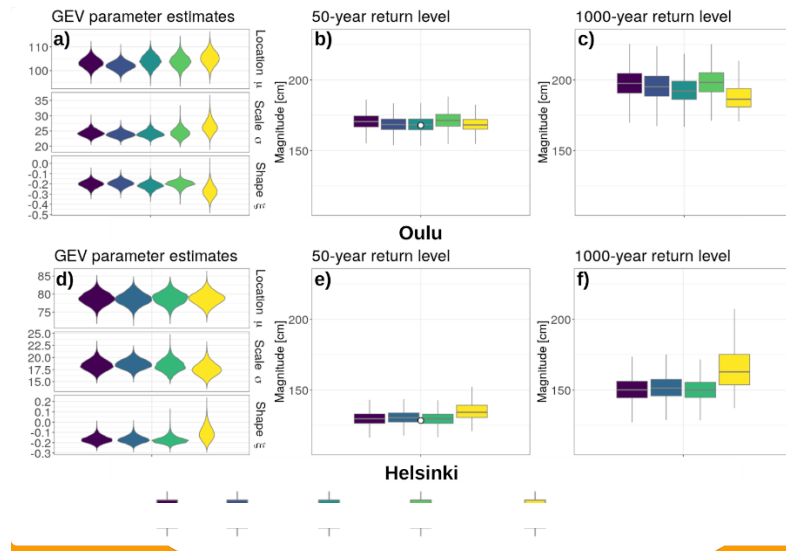 GEV parameter estimates
50-year return level
1000-year return level
a)
110
100
Location
μ
35
30
25
20
Scale
σ
0.0
-0.1
-0.2
-0.3
-0.4
-0.5
Shape
ξ
b)
Magnitude [cm]
200
150
c)
Magnitude [cm]
200
150
Oulu
GEV parameter estimates
50-year return level
1000-year return level
d)
85
80
75
70
Location
μ
25.0
22.5
20.0
17.5
15.0
Scale
σ
0.2
0.1
0.0
-0.1
-0.2
-0.3
Shape
ξ
e)
Magnitude [cm]
200
150
f)
Magnitude [cm]
200
150
Helsinki